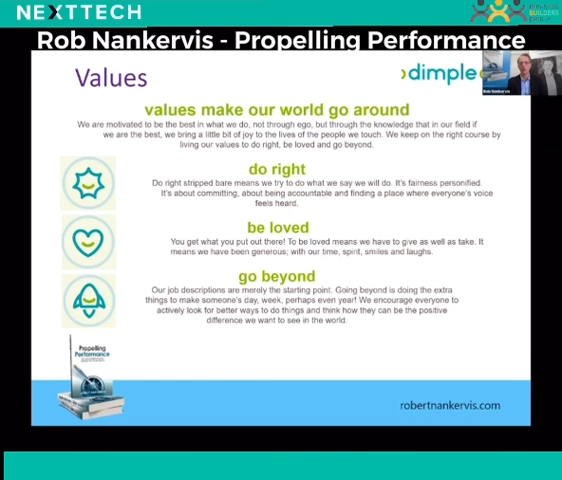 NEXTTECH
BUSINESS
BUILDERS
GROUP
Rob Nankervis - Propelling Performance
Values
dimple
Rob Nankervis
values make our world go around
We are motivated to be the best in what we do, not through ego, but through the knowledge that in our field if
we are the best, we bring a little bit of joy to the lives of the people we touch. We keep on the right course by
living our values to do right, be loved and go beyond.
do right
Do right stripped bare means we try to do what we say we will do. It's fairness personified.
It's about committing, about being accountable and finding a place where everyone's voice
feels heard.
be loved
You get what you put out there! To be loved means we have to give as well as take. It
means we have been generous; with our time, spirit, smiles and laughs.
go beyond
Our job descriptions are merely the starting point. Going beyond is doing the extra
things to make someone's day, week, perhaps even year! We encourage everyone to
actively look for better ways to do things and think how they can be the positive
difference we want to see in the world.
Propelling
Performance
robertnankervis.com